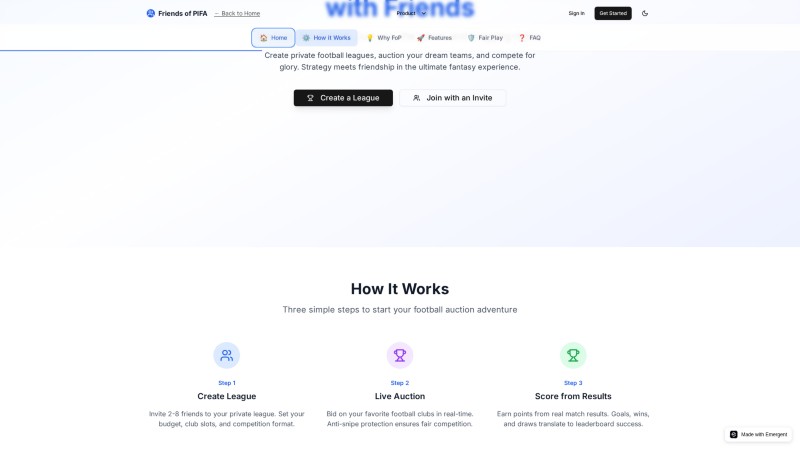 with Friends
Friends of PIFA
← Back to Home
Product
Sign In
Get Started
🏠 Home
⚙️ How it Works
💡 Why FoP
🚀 Features
🛡️ Fair Play
❓ FAQ
Create private football leagues, auction your dream teams, and compete for
glory. Strategy meets friendship in the ultimate fantasy experience.
Create a League
Join with an Invite
How It Works
Three simple steps to start your football auction adventure
Step 1
Create League
Invite 2-8 friends to your private league. Set your
budget, club slots, and competition format.
Step 2
Live Auction
Bid on your favorite football clubs in real-time.
Anti-snipe protection ensures fair competition.
Step 3
Score from Results
Earn points from real match results. Goals, wins,
and draws translate to leaderboard success.
Made with Emergent